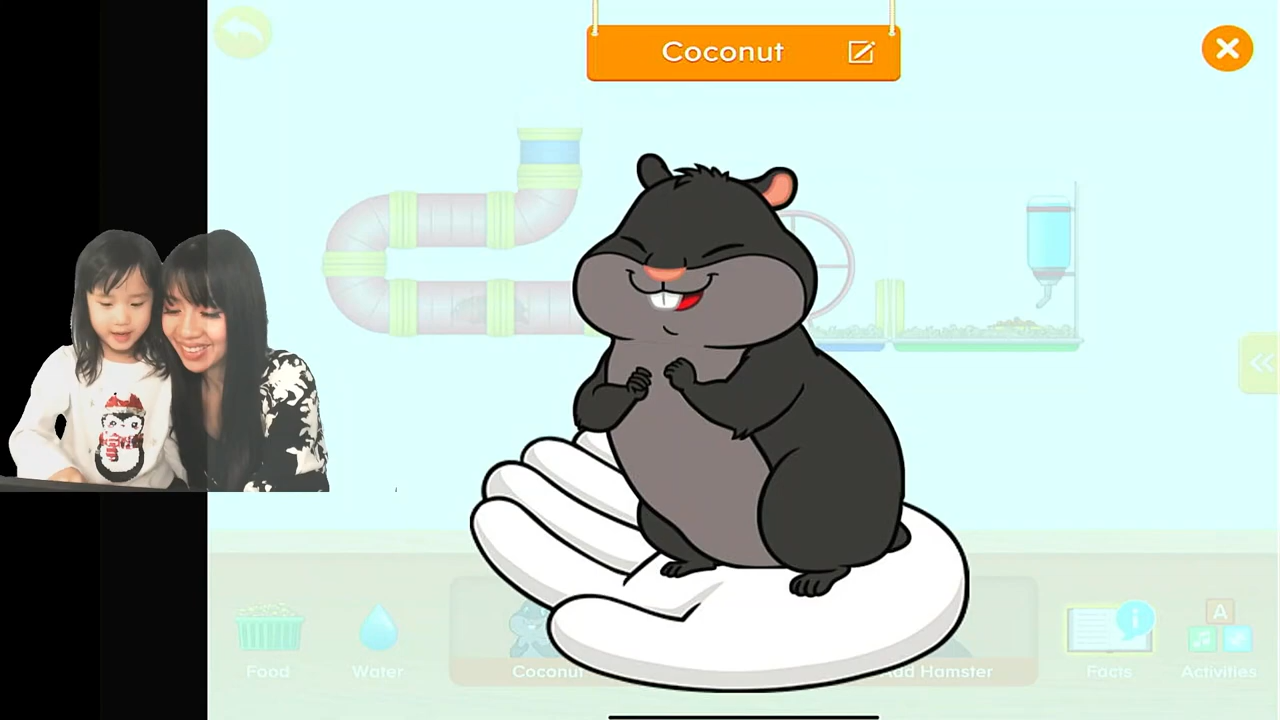 Coconut
Food
Water
Coconut
Add Hamster
Facts
A
Activities